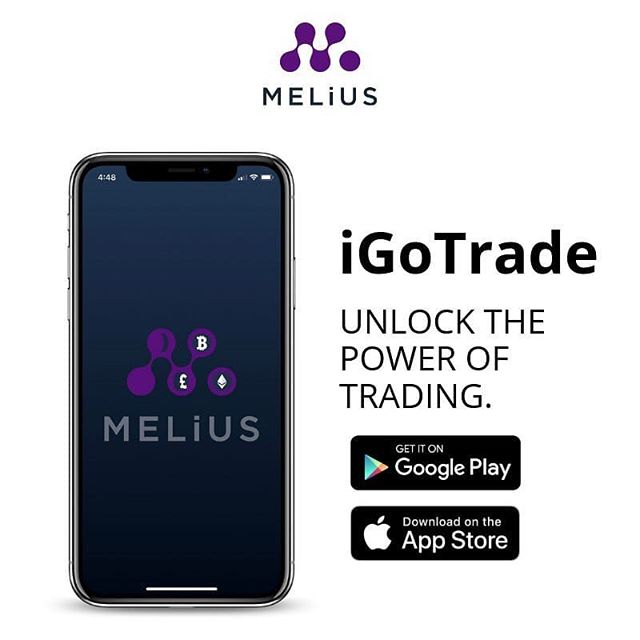 MELiUS
4:48
MELiUS
iGoTrade
UNLOCK THE
POWER OF
TRADING.
GET IT ON
Google Play
Download on the
App Store